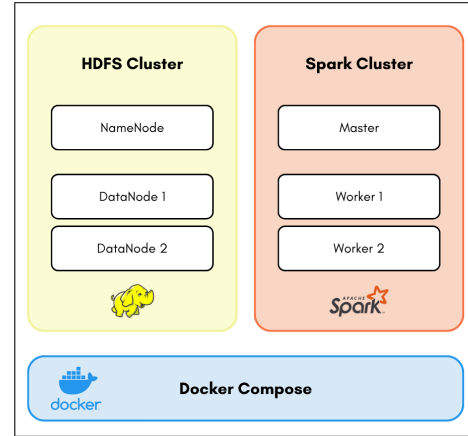 HDFS Cluster
NameNode
DataNode 1
DataNode 2
Spark Cluster
Master
Worker 1
Worker 2
APACHE
Spark
docker
Docker Compose